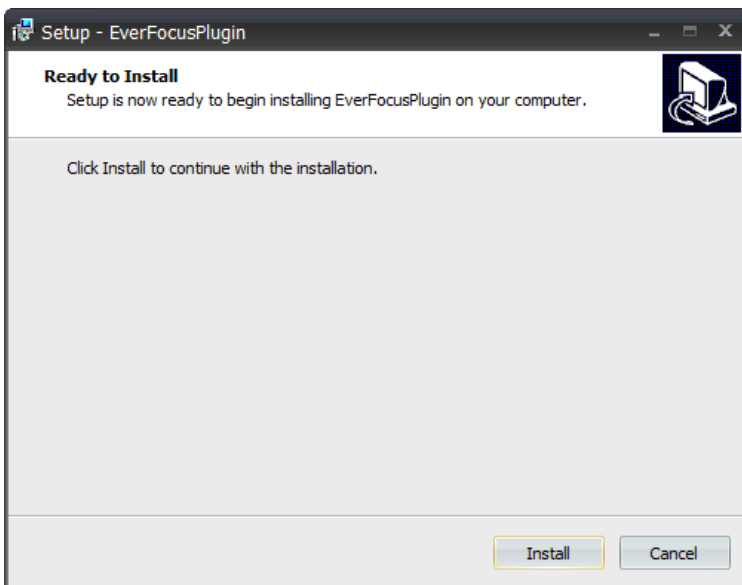 Setup - EverFocusPlugin
Ready to Install
Setup is now ready to begin installing EverFocusPlugin on your computer.
Click Install to continue with the installation.
Install Cancel